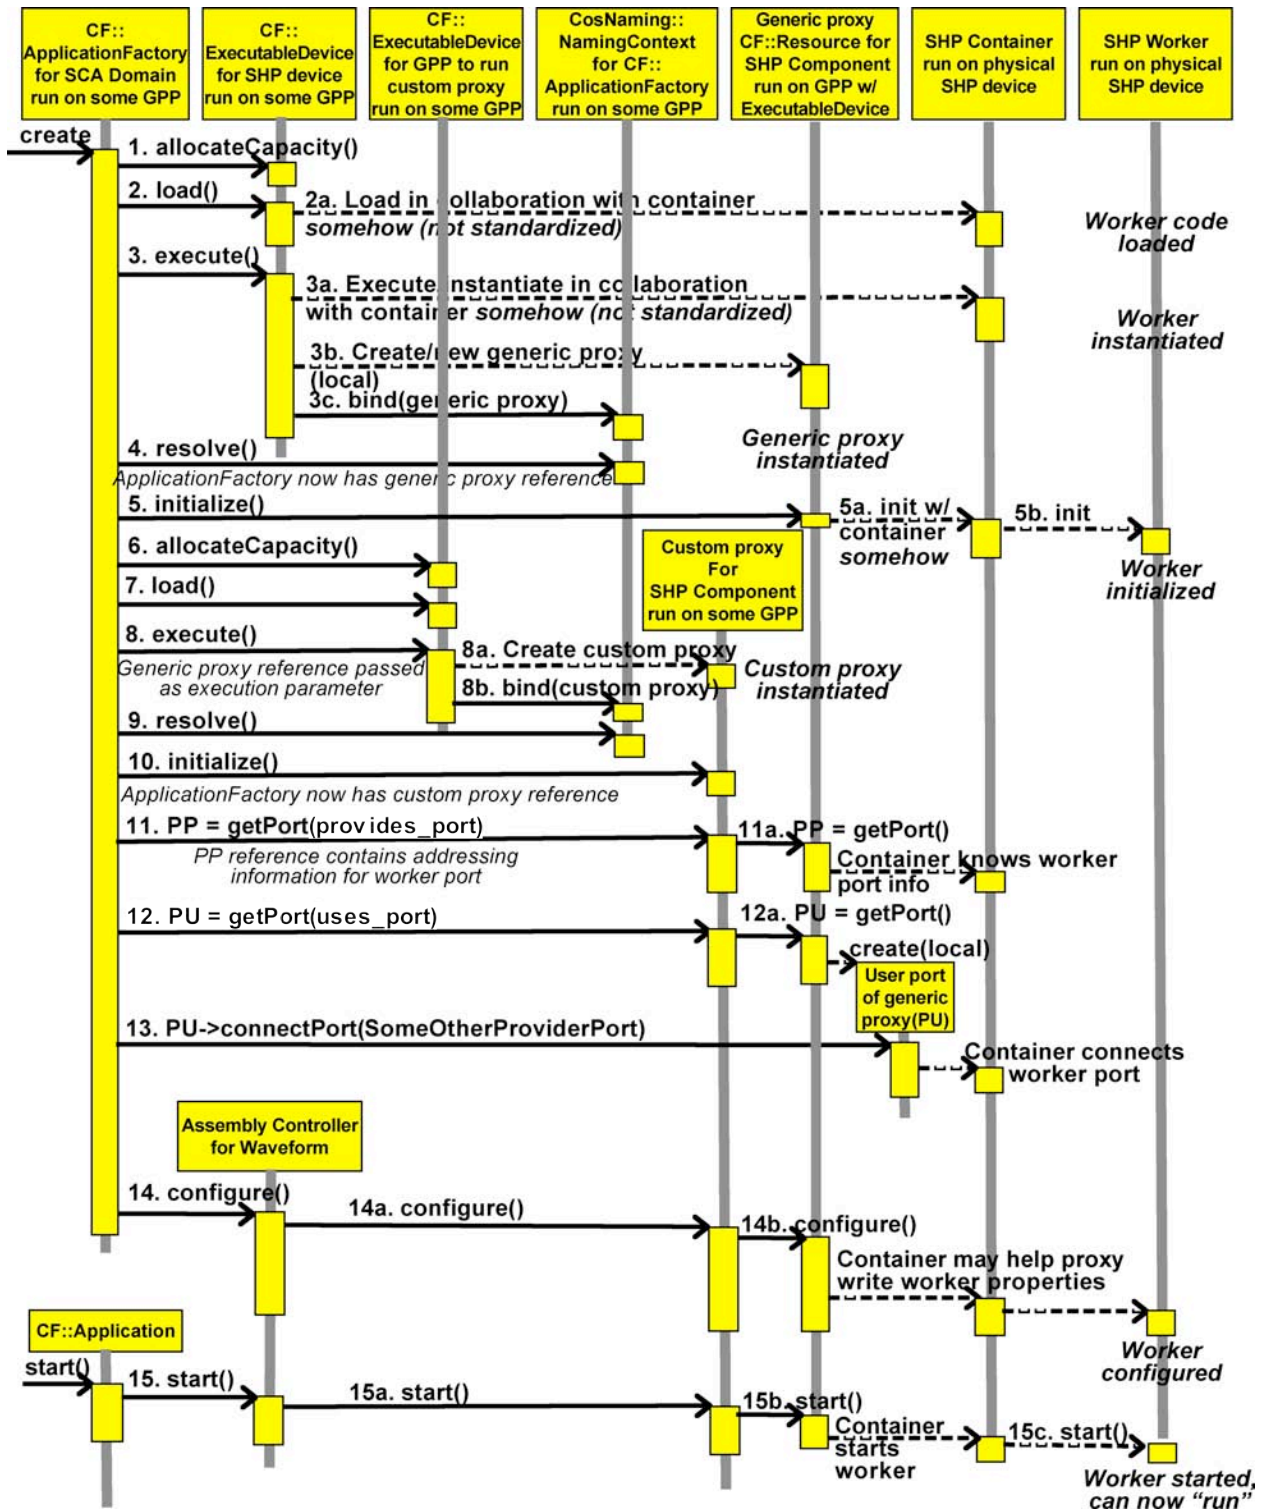 CF::
ApplicationFactory
for SCA Domain
run on some GPP
CF::
ExecutableDevice
for SHP device
run on some GPP
CF::
ExecutableDevice
for GPP to run
custom proxy
run on some GPP
CosNaming::
NamingContext
for CF::
ApplicationFactory
run on some GPP
Generic proxy
CF::Resource for
SHP Component
run on GPP w/
ExecutableDevice
SHP Container
run on physical
SHP device
SHP Worker
run on physical
SHP device
create
1. allocateCapacity()
2. load()
2a. Load in collaboration with container
somehow (not standardized)
Worker code
loaded
3. execute()
3a. Execute/instantiate in collaboration
with container somehow (not standardized)
Worker
instantiated
3b. Create/new generic proxy
(local)
3c. bind(generic proxy)
Generic proxy
instantiated
4. resolve()
ApplicationFactory now has generic proxy reference
5. initialize()
5a. init w/
container
somehow
5b. init
Worker
initialized
6. allocateCapacity()
Custom proxy
For
SHP Component
run on some GPP
7. load()
8. execute()
Generic proxy reference passed
as execution parameter
8a. Create custom proxy
Custom proxy
instantiated
8b. bind(custom proxy)
9. resolve()
10. initialize()
ApplicationFactory now has custom proxy reference
11. PP = getPort(provides_port)
PP reference contains addressing
information for worker port
11a. PP = getPort()
Container knows worker
port info
12. PU = getPort(uses_port)
12a. PU = getPort()
create(local)
User port
of generic
proxy(PU)
13. PU->connectPort(SomeOtherProviderPort)
Container connects
worker port
Assembly Controller
for Waveform
14. configure()
14a. configure()
14b. configure()
Container may help proxy
write worker properties
Worker
configured
CF::Application
start()
15. start()
15a. start()
15b. start()
Container
starts
worker
15c. start()
Worker started,
can now “run”